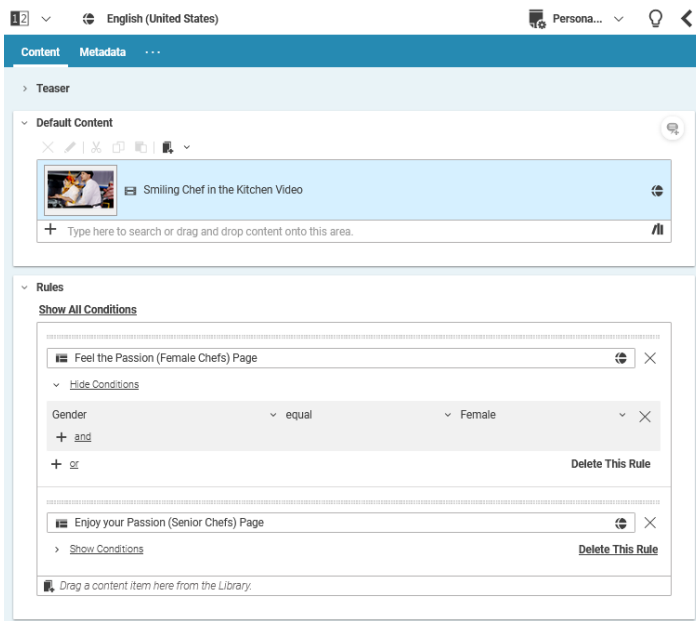 12 English (United States) Persona...
Content Metadata ...
Teaser
Default Content
Smiling Chef in the Kitchen Video
Type here to search or drag and drop content onto this area.
Rules
Show All Conditions
Feel the Passion (Female Chefs) Page
Hide Conditions
Gender equal Female
and
or Delete This Rule
Enjoy your Passion (Senior Chefs) Page
Show Conditions Delete This Rule
Drag a content item here from the Library.